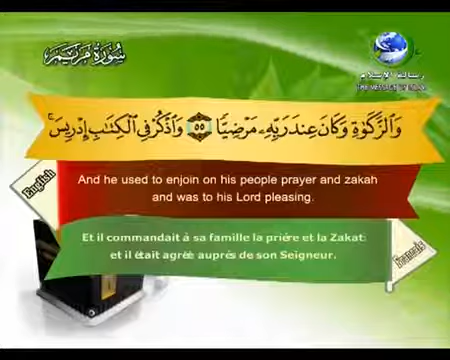 سُورَةُ مَرْيَمَ
رسالة الإسلام
THE MESSAGE OF ISLAM
وَالزَّكَوٰةِ وَكَانَ عِندَ رَبِّهِۦ مَرْضِيًّا ٥٥ وَاذْكُرْ فِي الْكِتَٰبِ إِدْرِيسَ ۚ
English
And he used to enjoin on his people prayer and zakah
and was to his Lord pleasing.
Et il commandait à sa famille la prière et la Zakat:
et il était agréé auprès de son Seigneur.
Français